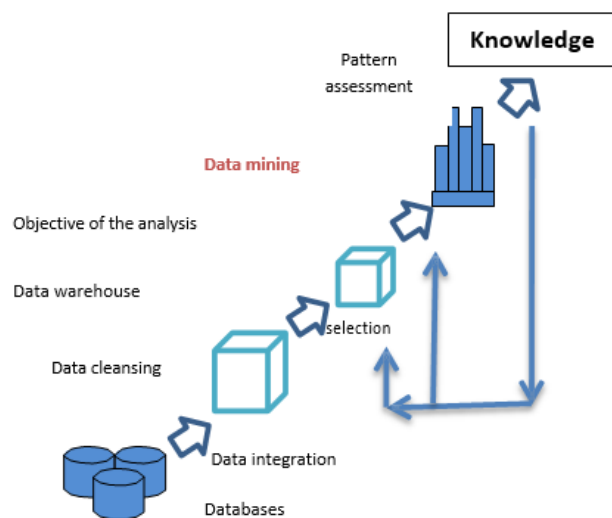 Knowledge
Pattern
assessment
Data mining
Objective of the analysis
Data warehouse
selection
Data cleansing
Data integration
Databases